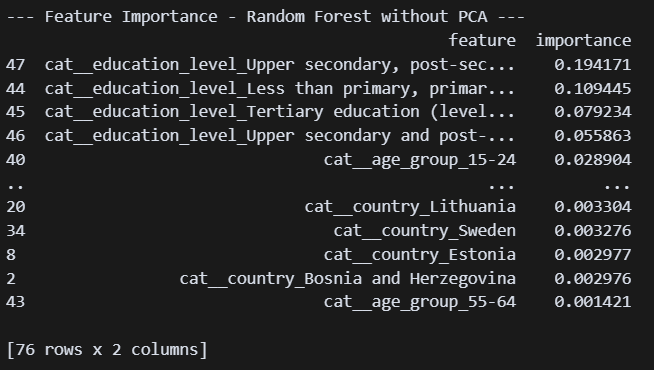 --- Feature Importance - Random Forest without PCA ---
feature importance
47 cat__education_level_Upper secondary, post-sec... 0.194171
44 cat__education_level_Less than primary, primar... 0.109445
45 cat__education_level_Tertiary education (level... 0.079234
46 cat__education_level_Upper secondary and post-... 0.055863
40 cat__age_group_15-24 0.028904
.. ... ...
20 cat__country_Lithuania 0.003304
34 cat__country_Sweden 0.003276
8 cat__country_Estonia 0.002977
2 cat__country_Bosnia and Herzegovina 0.002976
43 cat__age_group_55-64 0.001421
[76 rows x 2 columns]